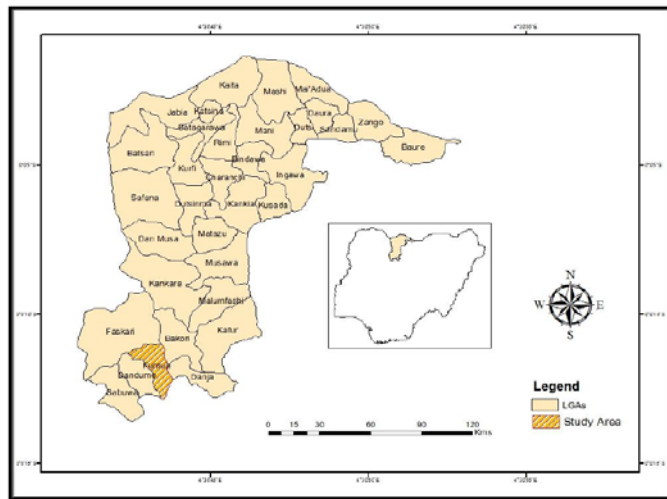 Kaita
Mashi
Mai'Adua
Jebia
Katsina
Daura
Zango
Batagarawa
Dutsi
Sandamu
Mani
Rimi
Baure
Batsari
Bindawa
Kurfi
Ingawa
Charanchi
Safana
Dutsinma
Kankia
Kusada
Dan Musa
Matazu
Musawa
Kankara
Malumfashi
Faskari
Bakori
Kafur
Funtua
Bandume
Danja
Sabuwa
N
W E
S
Legend
LGAs
Study Area
0 15 30 60 90 120
Kms